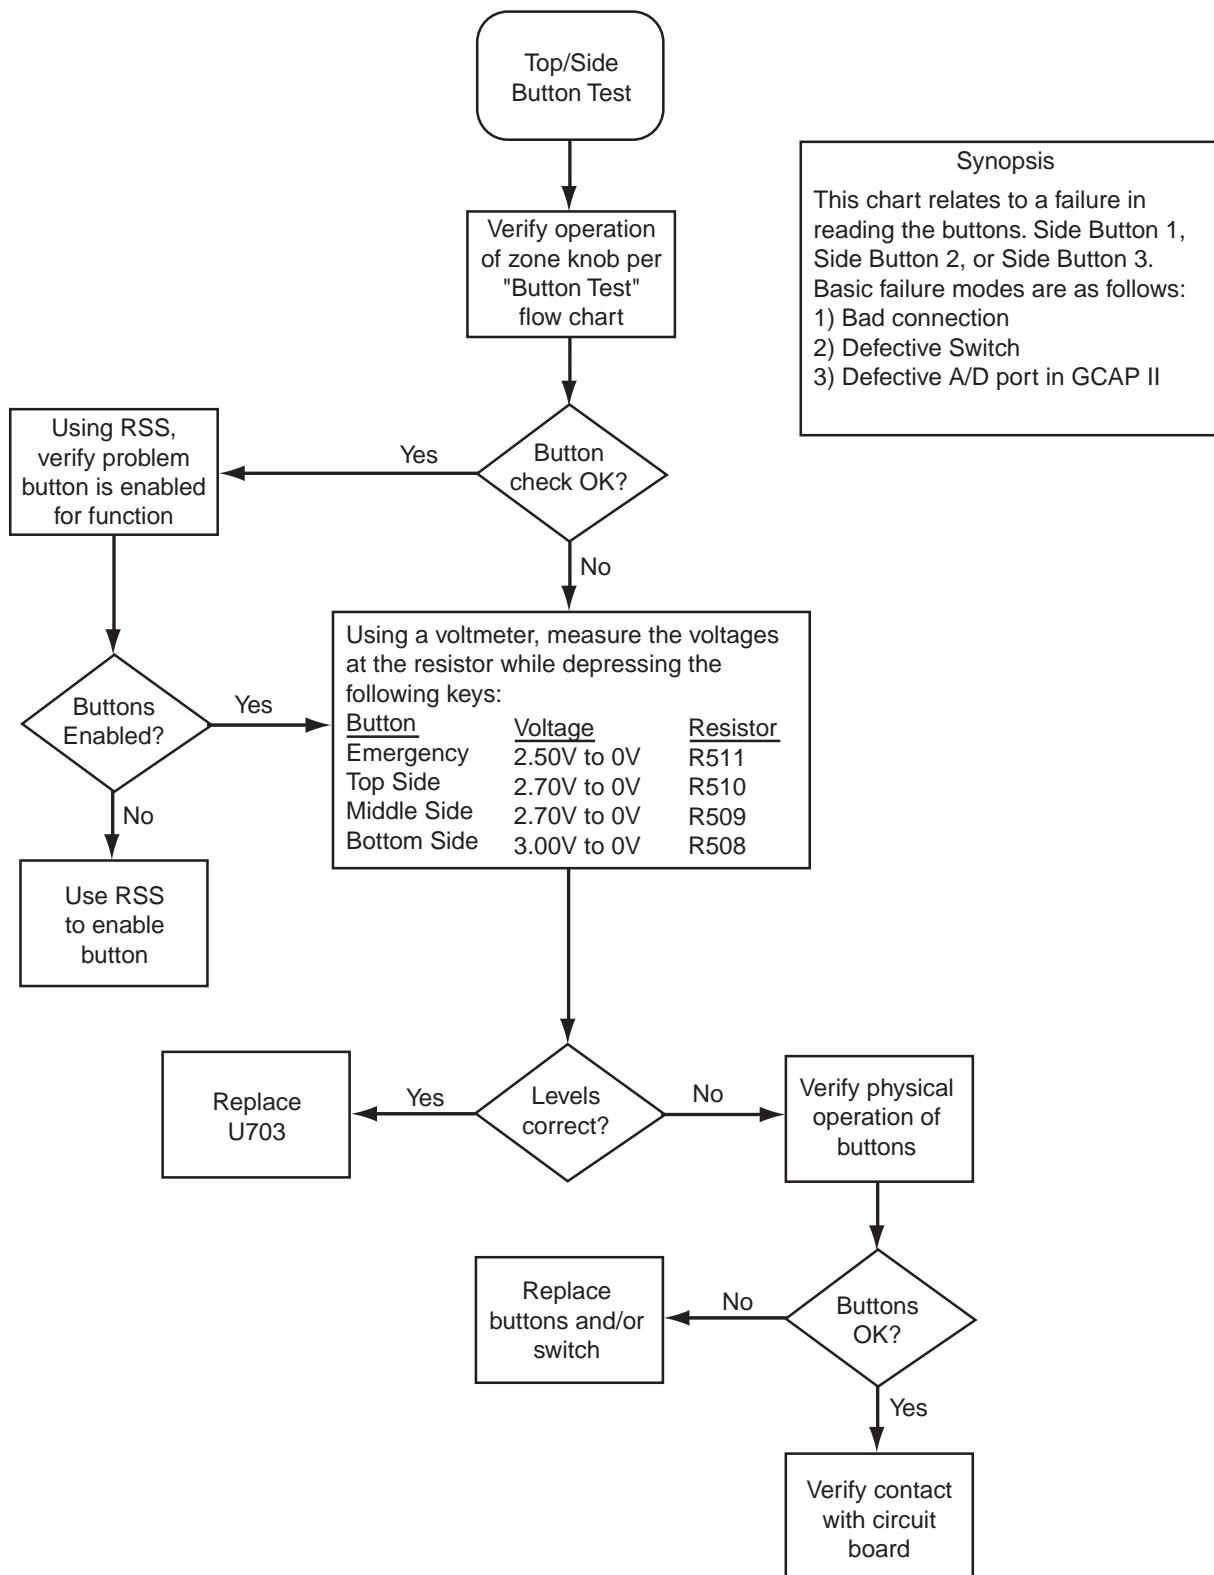 Top/Side
Button Test
Synopsis
This chart relates to a failure in
reading the buttons. Side Button 1,
Side Button 2, or Side Button 3.
Basic failure modes are as follows:
1) Bad connection
2) Defective Switch
3) Defective A/D port in GCAP II
Verify operation
of zone knob per
"Button Test"
flow chart
Button
check OK?
Yes
Using RSS,
verify problem
button is enabled
for function
No
Buttons
Enabled?
Yes
No
Use RSS
to enable
button
Using a voltmeter, measure the voltages
at the resistor while depressing the
following keys:
Button Voltage Resistor
Emergency 2.50V to 0V R511
Top Side 2.70V to 0V R510
Middle Side 2.70V to 0V R509
Bottom Side 3.00V to 0V R508
Levels
correct?
Yes
Replace
U703
No
Verify physical
operation of
buttons
Buttons
OK?
No
Replace
buttons and/or
switch
Yes
Verify contact
with circuit
board